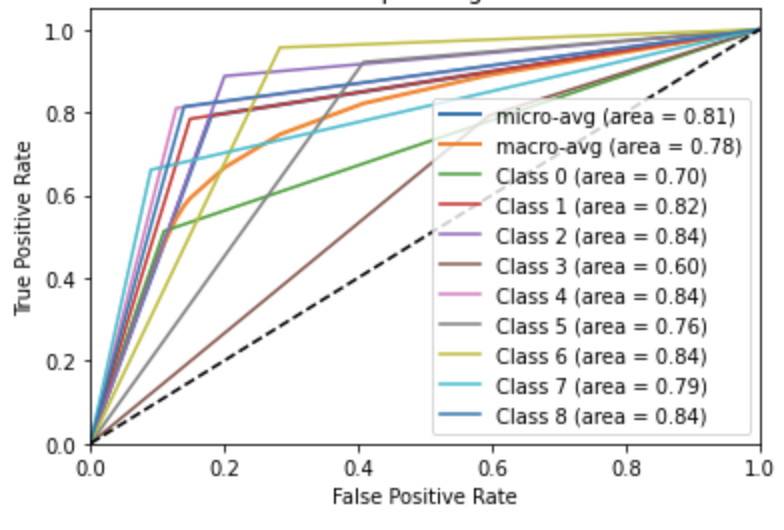 1.0
0.8
0.6
0.4
0.2
0.0
True Positive Rate
micro-avg (area = 0.81)
macro-avg (area = 0.78)
Class 0 (area = 0.70)
Class 1 (area = 0.82)
Class 2 (area = 0.84)
Class 3 (area = 0.60)
Class 4 (area = 0.84)
Class 5 (area = 0.76)
Class 6 (area = 0.84)
Class 7 (area = 0.79)
Class 8 (area = 0.84)
0.0 0.2 0.4 0.6 0.8 1.0
False Positive Rate